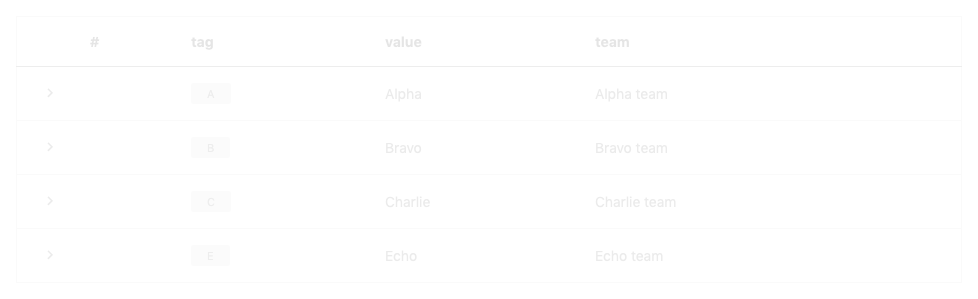 # tag value team
A Alpha Alpha team
B Bravo Bravo team
C Charlie Charlie team
E Echo Echo team